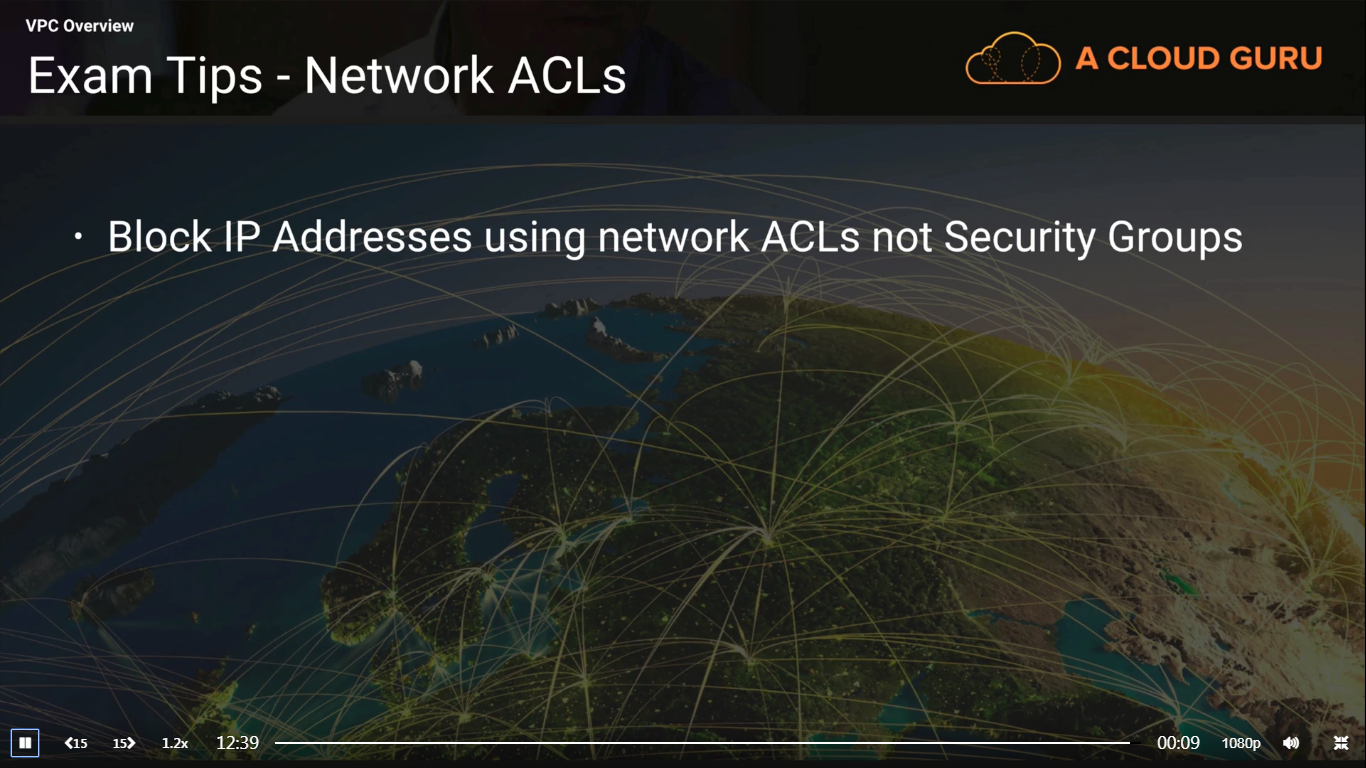 VPC Overview
Exam Tips - Network ACLs
A CLOUD GURU
• Block IP Addresses using network ACLs not Security Groups
15
15
1.2x
12:39
00:09
1080p